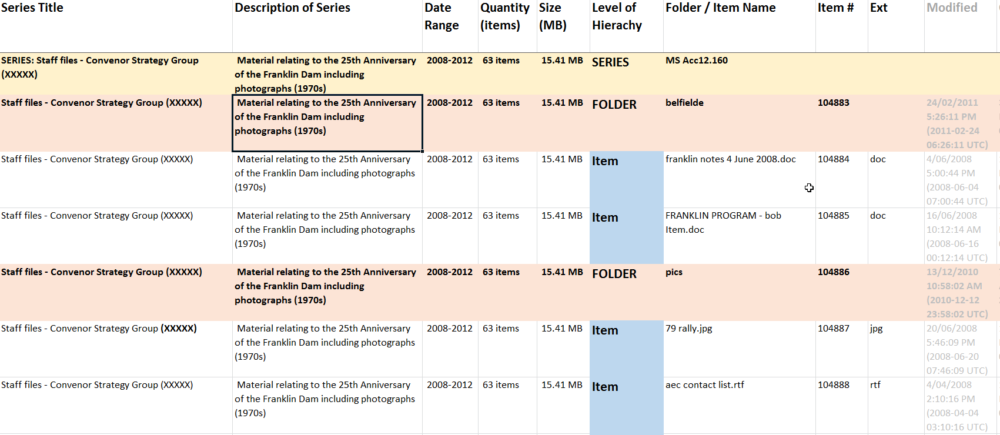 Series Title Description of Series Date Range Quantity (items) Size (MB) Level of Hierachy Folder / Item Name Item # Ext Modified
SERIES: Staff files - Convenor Strategy Group (XXXXX) Material relating to the 25th Anniversary of the Franklin Dam including photographs (1970s) 2008-2012 63 items 15.41 MB SERIES MS Acc12.160
Staff files - Convenor Strategy Group (XXXXX) Material relating to the 25th Anniversary of the Franklin Dam including photographs (1970s) 2008-2012 63 items 15.41 MB FOLDER belfielde 104883 24/02/2011 5:26:11 PM (2011-02-24 06:26:11 UTC)
Staff files - Convenor Strategy Group (XXXXX) Material relating to the 25th Anniversary of the Franklin Dam including photographs (1970s) 2008-2012 63 items 15.41 MB Item franklin notes 4 June 2008.doc 104884 doc 4/06/2008 5:00:44 PM (2008-06-04 07:00:44 UTC)
Staff files - Convenor Strategy Group (XXXXX) Material relating to the 25th Anniversary of the Franklin Dam including photographs (1970s) 2008-2012 63 items 15.41 MB Item FRANKLIN PROGRAM - bob Item.doc 104885 doc 16/06/2008 10:12:14 AM (2008-06-16 00:12:14 UTC)
Staff files - Convenor Strategy Group (XXXXX) Material relating to the 25th Anniversary of the Franklin Dam including photographs (1970s) 2008-2012 63 items 15.41 MB FOLDER pics 104886 13/12/2010 10:58:02 AM (2010-12-12 23:58:02 UTC)
Staff files - Convenor Strategy Group (XXXXX) Material relating to the 25th Anniversary of the Franklin Dam including photographs (1970s) 2008-2012 63 items 15.41 MB Item 79 rally.jpg 104887 jpg 20/06/2008 5:46:09 PM (2008-06-20 07:46:09 UTC)
Staff files - Convenor Strategy Group (XXXXX) Material relating to the 25th Anniversary of the Franklin Dam including photographs (1970s) 2008-2012 63 items 15.41 MB Item aec contact list.rtf 104888 rtf 4/04/2008 2:10:16 PM (2008-04-04 03:10:16 UTC)